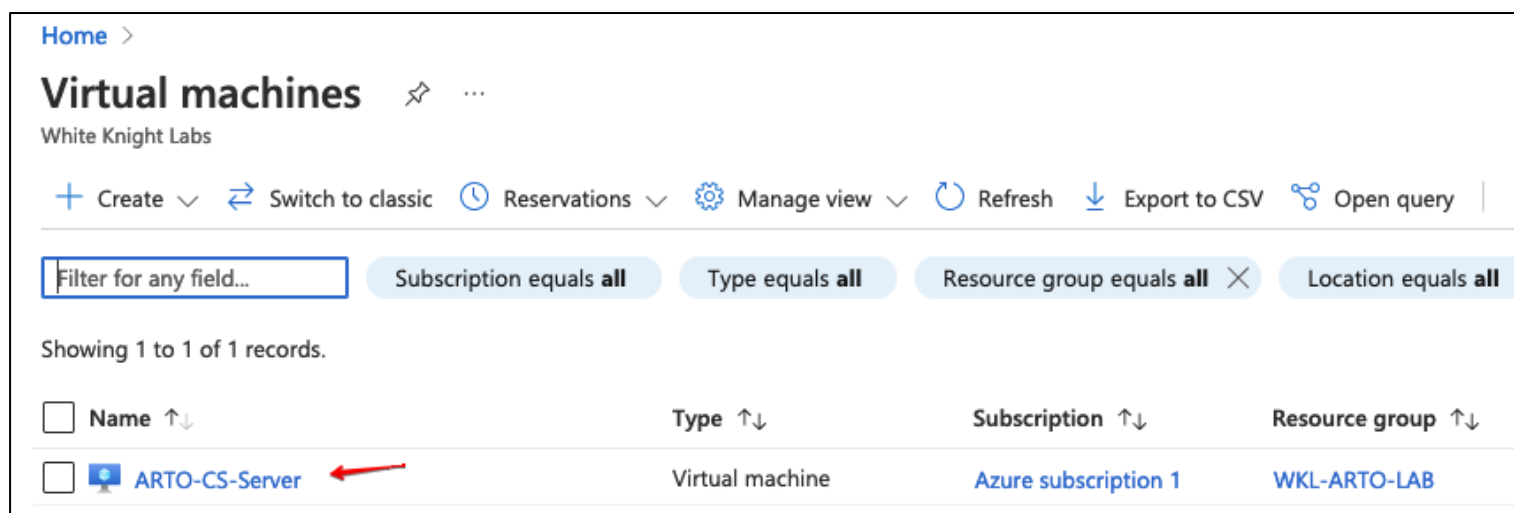 Home >
Virtual machines ...
White Knight Labs
Create Switch to classic Reservations Manage view Refresh Export to CSV Open query
Filter for any field... Subscription equals all Type equals all Resource group equals all Location equals all
Showing 1 to 1 of 1 records.
Name Type Subscription Resource group
ARTO-CS-Server Virtual machine Azure subscription 1 WKL-ARTO-LAB